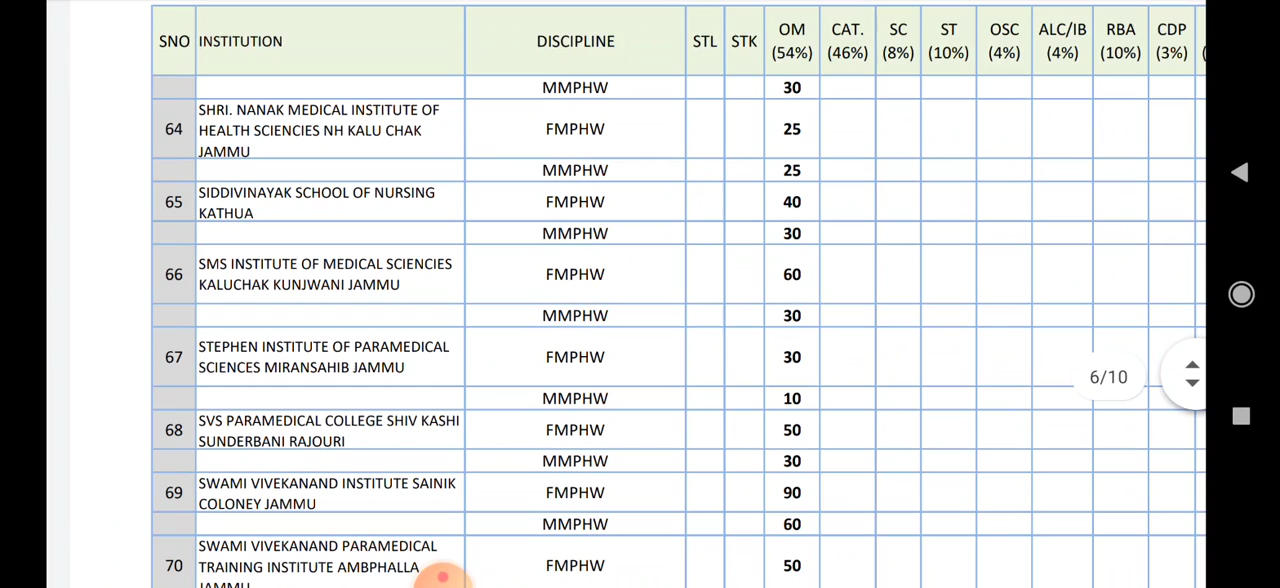 SNO INSTITUTION DISCIPLINE STL STK OM (54%) CAT. (46%) SC (8%) ST (10%) OSC (4%) ALC/IB (4%) RBA (10%) CDP (3%) (
MMPHW 30
64 SHRI. NANAK MEDICAL INSTITUTE OF
HEALTH SCIENCES NH KALU CHAK FMPHW 25
JAMMU
MMPHW 25
65 SIDDIVINAYAK SCHOOL OF NURSING FMPHW 40
KATHUA
MMPHW 30
66 SMS INSTITUTE OF MEDICAL SCIENCES FMPHW 60
KALUCHAK KUNJWANI JAMMU
MMPHW 30
67 STEPHEN INSTITUTE OF PARAMEDICAL FMPHW 30
SCIENCES MIRANSAHIB JAMMU
6/10
MMPHW 10
68 SVS PARAMEDICAL COLLEGE SHIV KASHI FMPHW 50
SUNDERBANI RAJOURI
MMPHW 30
69 SWAMI VIVEKANAND INSTITUTE SAINIK FMPHW 90
COLONEY JAMMU
MMPHW 60
70 SWAMI VIVEKANAND PARAMEDICAL
TRAINING INSTITUTE AMBPHALLA FMPHW 50
JAMMU